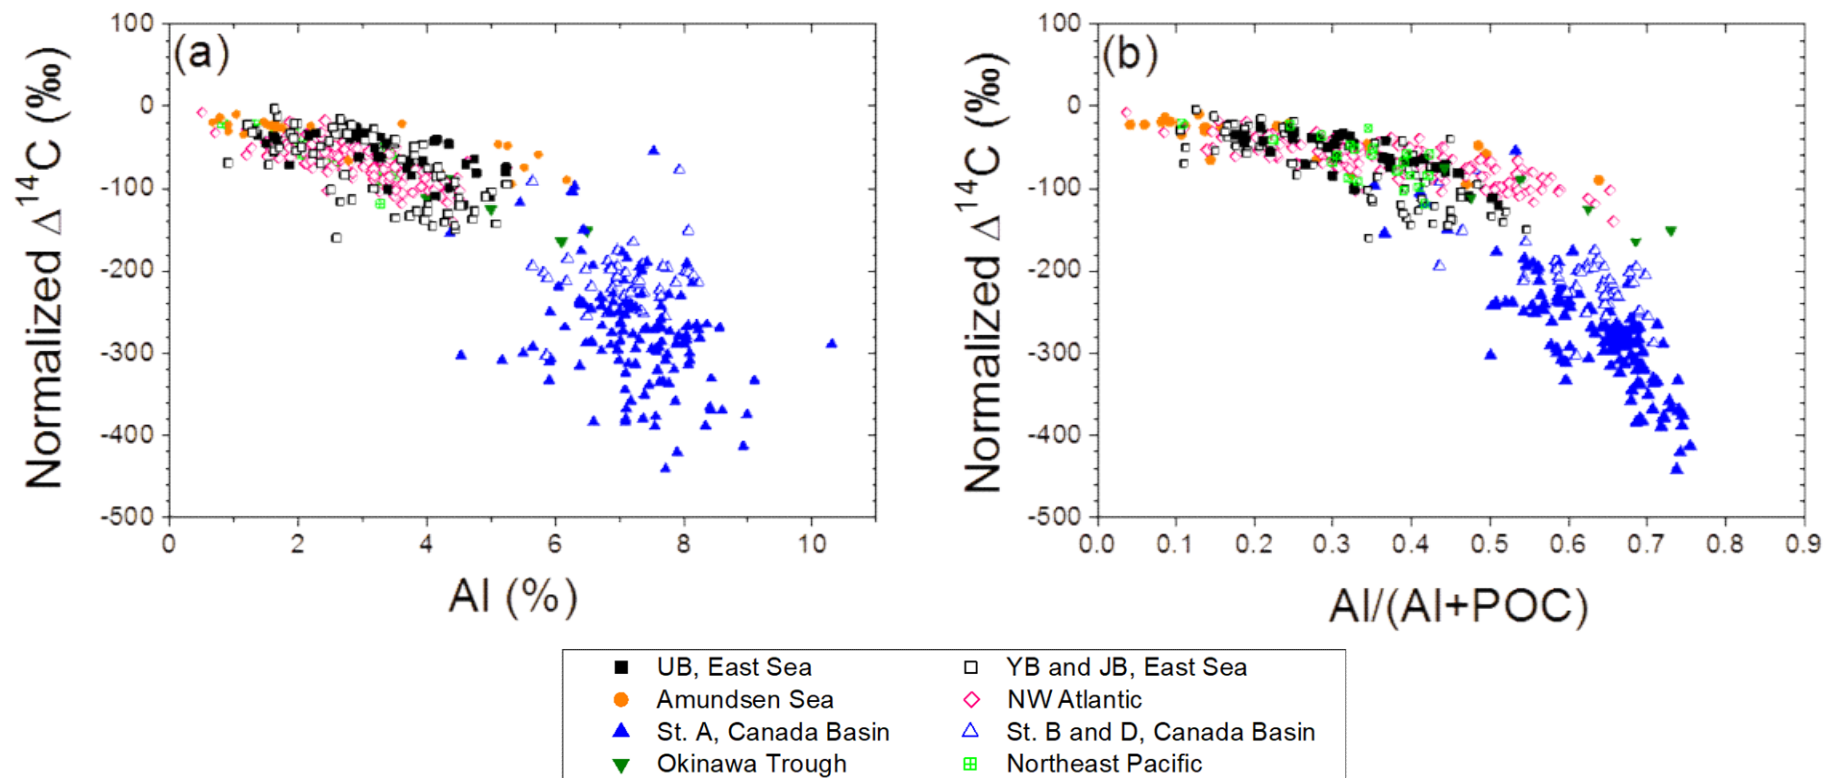 (a)
Normalized Δ¹⁴C (‰)
100
0
-100
-200
-300
-400
-500
0 2 4 6 8 10
Al (%)
(b)
Normalized Δ¹⁴C (‰)
100
0
-100
-200
-300
-400
-500
0.0 0.1 0.2 0.3 0.4 0.5 0.6 0.7 0.8 0.9
Al/(Al+POC)
UB, East Sea YB and JB, East Sea
Amundsen Sea NW Atlantic
St. A, Canada Basin St. B and D, Canada Basin
Okinawa Trough Northeast Pacific